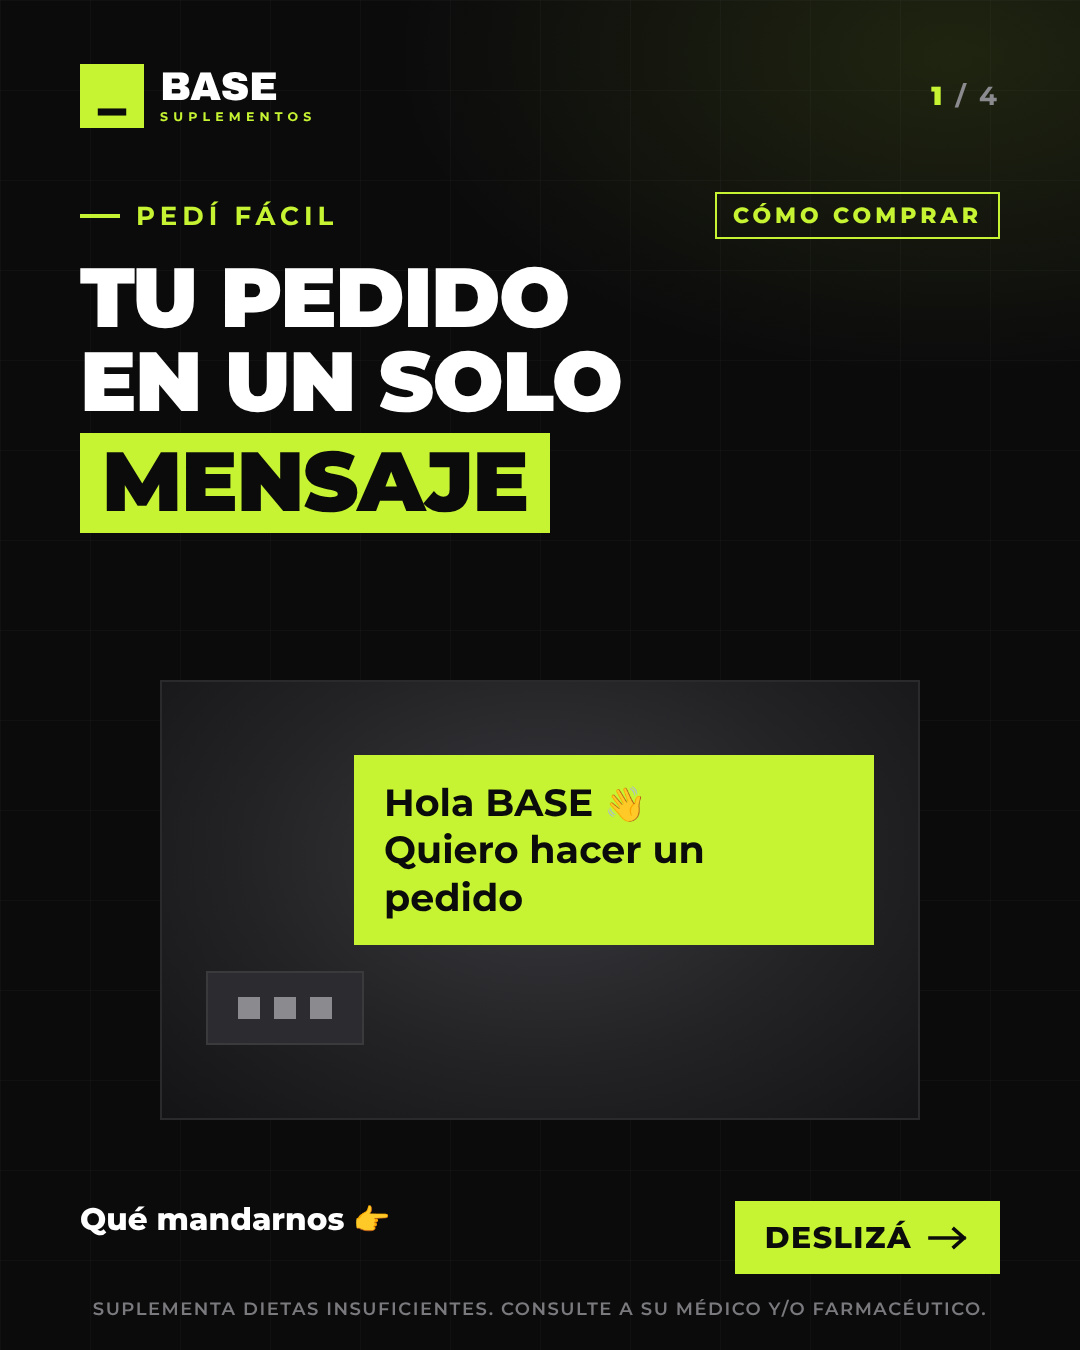 BASE
SUPLEMENTOS
1 / 4
PEDÍ FÁCIL
CÓMO COMPRAR
TU PEDIDO
EN UN SOLO
MENSAJE
Hola BASE 👋
Quiero hacer un
pedido
Qué mandarnos 👉
DESLIZÁ →
SUPLEMENTA DIETAS INSUFICIENTES. CONSULTE A SU MÉDICO Y/O FARMACÉUTICO.